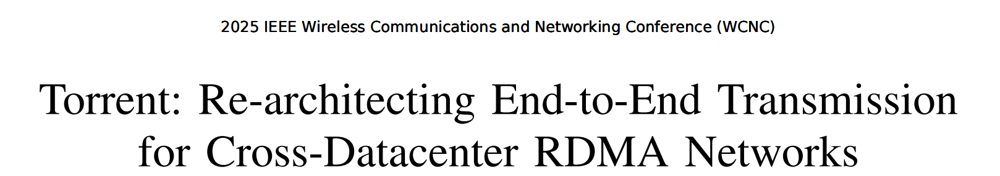 2025 IEEE Wireless Communications and Networking Conference (WCNC)
Torrent: Re-architecting End-to-End Transmission
for Cross-Datacenter RDMA Networks